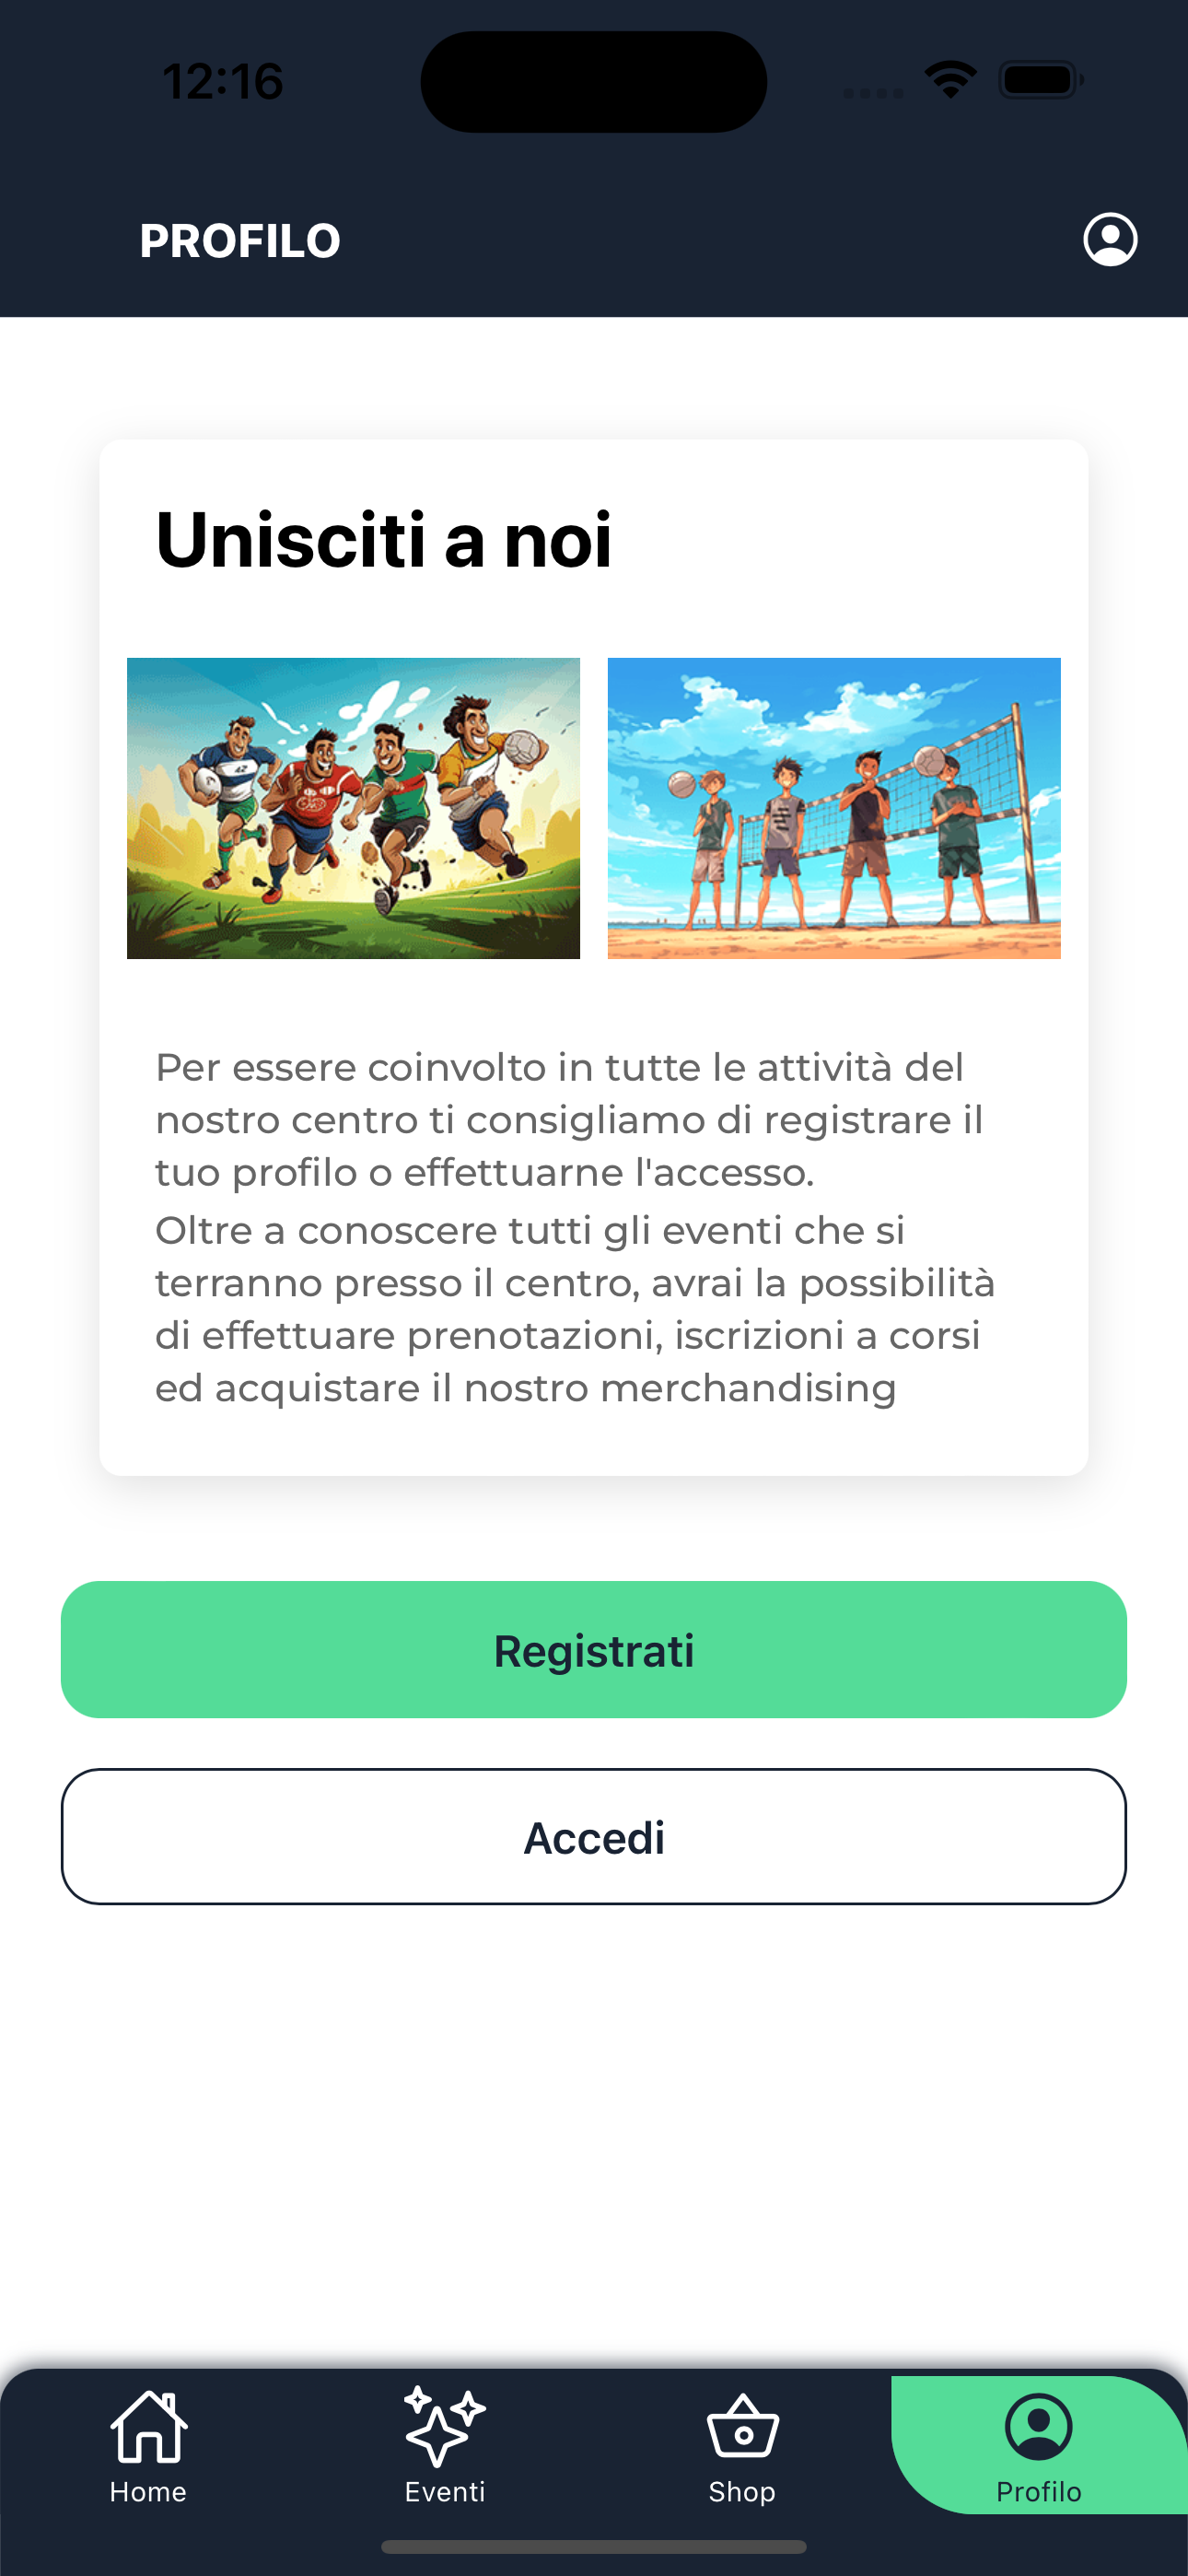 12:16
PROFILO
Unisciti a noi
Per essere coinvolto in tutte le attività del
nostro centro ti consigliamo di registrare il
tuo profilo o effettuarne l'accesso.
Oltre a conoscere tutti gli eventi che si
terranno presso il centro, avrai la possibilità
di effettuare prenotazioni, iscrizioni a corsi
ed acquistare il nostro merchandising
Registrati
Accedi
Home
Eventi
Shop
Profilo